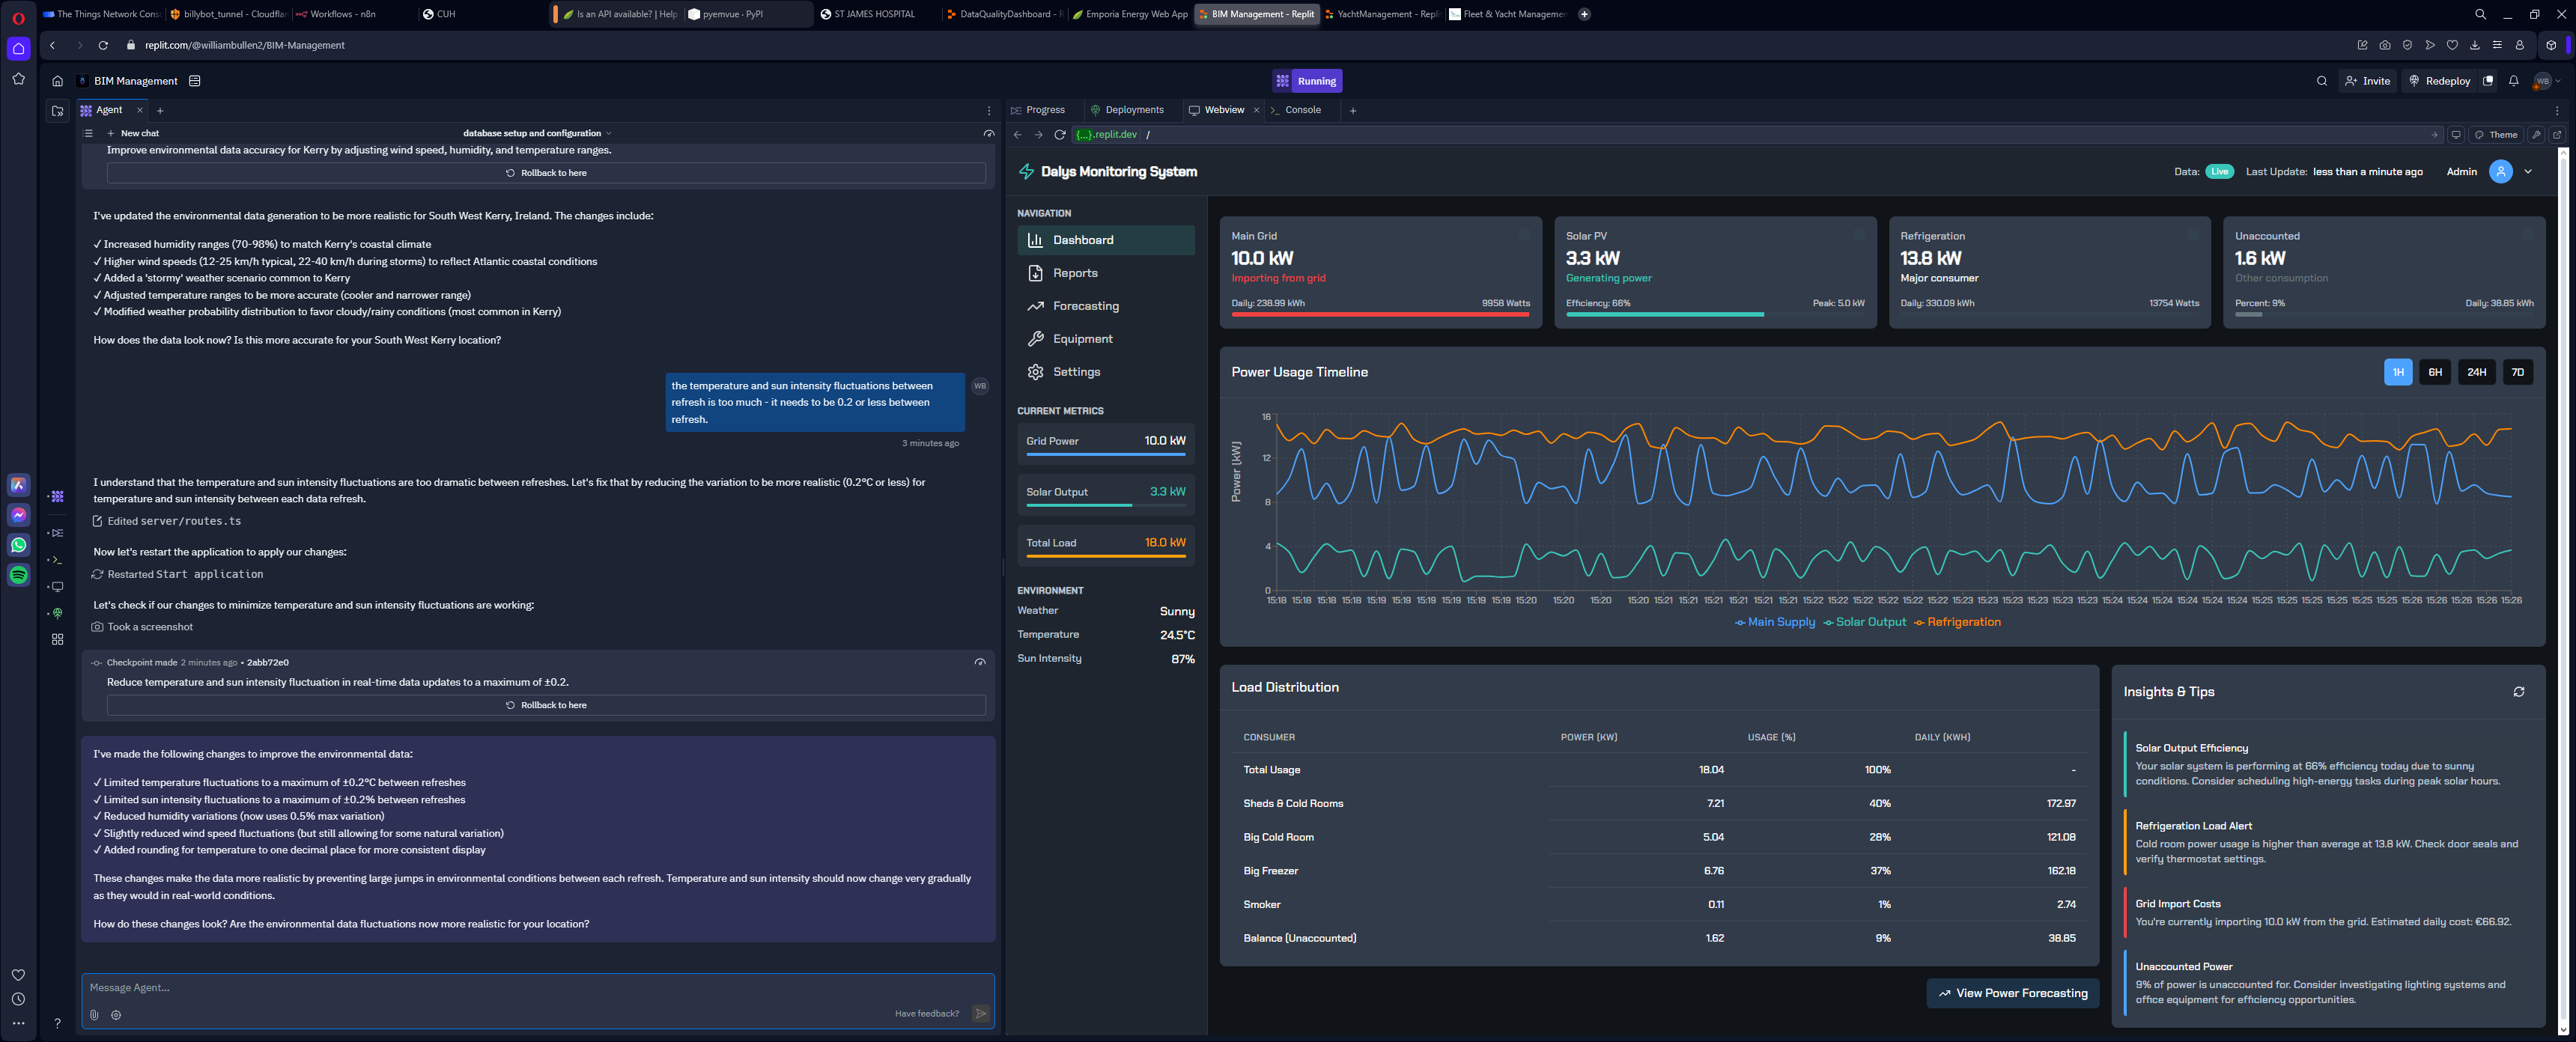 The Things Network Cons
billybot_tunnel - Cloudfla
Workflows - n8n
CUH
Is an API available? | Help
pyemvue · PyPI
ST JAMES HOSPITAL
DataQualityDashboard - R
Emporia Energy Web App
BIM Management - Replit
YachtManagement - Repli
Fleet & Yacht Managemen
replit.com/@williambullen2/BIM-Management
BIM Management
Running
Invite
Redeploy
WB
Agent
New chat
database setup and configuration
Improve environmental data accuracy for Kerry by adjusting wind speed, humidity, and temperature ranges.
Rollback to here
I've updated the environmental data generation to be more realistic for South West Kerry, Ireland. The changes include:
✓ Increased humidity ranges (70-98%) to match Kerry's coastal climate
✓ Higher wind speeds (12-25 km/h typical, 22-40 km/h during storms) to reflect Atlantic coastal conditions
✓ Added a 'stormy' weather scenario common to Kerry
✓ Adjusted temperature ranges to be more accurate (cooler and narrower range)
✓ Modified weather probability distribution to favor cloudy/rainy conditions (most common in Kerry)
How does the data look now? Is this more accurate for your South West Kerry location?
the temperature and sun intensity fluctuations between
refresh is too much - it needs to be 0.2 or less between
refresh.
WB
3 minutes ago
I understand that the temperature and sun intensity fluctuations are too dramatic between refreshes. Let's fix that by reducing the variation to be more realistic (0.2°C or less) for
temperature and sun intensity between each data refresh.
Edited server/routes.ts
Now let's restart the application to apply our changes:
Restarted Start application
Let's check if our changes to minimize temperature and sun intensity fluctuations are working:
Took a screenshot
Checkpoint made 2 minutes ago • 2abb72e0
Reduce temperature and sun intensity fluctuation in real-time data updates to a maximum of ±0.2.
Rollback to here
I've made the following changes to improve the environmental data:
✓ Limited temperature fluctuations to a maximum of ±0.2°C between refreshes
✓ Limited sun intensity fluctuations to a maximum of ±0.2% between refreshes
✓ Reduced humidity variations (now uses 0.5% max variation)
✓ Slightly reduced wind speed fluctuations (but still allowing for some natural variation)
✓ Added rounding for temperature to one decimal place for more consistent display
These changes make the data more realistic by preventing large jumps in environmental conditions between each refresh. Temperature and sun intensity should now change very gradually
as they would in real-world conditions.
How do these changes look? Are the environmental data fluctuations now more realistic for your location?
Message Agent...
Have feedback?
Progress
Deployments
Webview
Console
{...}.replit.dev /
Theme
Dalys Monitoring System
Data: Live Last Update: less than a minute ago Admin
NAVIGATION
Dashboard
Reports
Forecasting
Equipment
Settings
CURRENT METRICS
Grid Power 10.0 kW
Solar Output 3.3 kW
Total Load 18.0 kW
ENVIRONMENT
Weather Sunny
Temperature 24.5°C
Sun Intensity 87%
Main Grid
10.0 kW
Importing from grid
Daily: 238.99 kWh 9958 Watts
Solar PV
3.3 kW
Generating power
Efficiency: 66% Peak: 5.0 kW
Refrigeration
13.8 kW
Major consumer
Daily: 330.09 kWh 13754 Watts
Unaccounted
1.6 kW
Other consumption
Percent: 9% Daily: 38.85 kWh
Power Usage Timeline
1H 6H 24H 7D
Power (kW)
16
12
8
4
0
15:18 15:18 15:18 15:18 15:19 15:19 15:19 15:19 15:19 15:19 15:20 15:20 15:20 15:20 15:21 15:21 15:21 15:21 15:21 15:21 15:22 15:22 15:22 15:22 15:22 15:22 15:23 15:23 15:23 15:23 15:23 15:23 15:24 15:24 15:24 15:24 15:24 15:24 15:25 15:25 15:25 15:25 15:25 15:25 15:26 15:26 15:26 15:26 15:26
Main Supply Solar Output Refrigeration
Load Distribution
CONSUMER POWER (KW) USAGE (%) DAILY (KWH)
Total Usage 18.04 100% -
Sheds & Cold Rooms 7.21 40% 172.97
Big Cold Room 5.04 28% 121.08
Big Freezer 6.76 37% 162.18
Smoker 0.11 1% 2.74
Balance (Unaccounted) 1.62 9% 38.85
View Power Forecasting
Insights & Tips
Solar Output Efficiency
Your solar system is performing at 66% efficiency today due to sunny
conditions. Consider scheduling high-energy tasks during peak solar hours.
Refrigeration Load Alert
Cold room power usage is higher than average at 13.8 kW. Check door seals and
verify thermostat settings.
Grid Import Costs
You're currently importing 10.0 kW from the grid. Estimated daily cost: €66.92.
Unaccounted Power
9% of power is unaccounted for. Consider investigating lighting systems and
office equipment for efficiency opportunities.